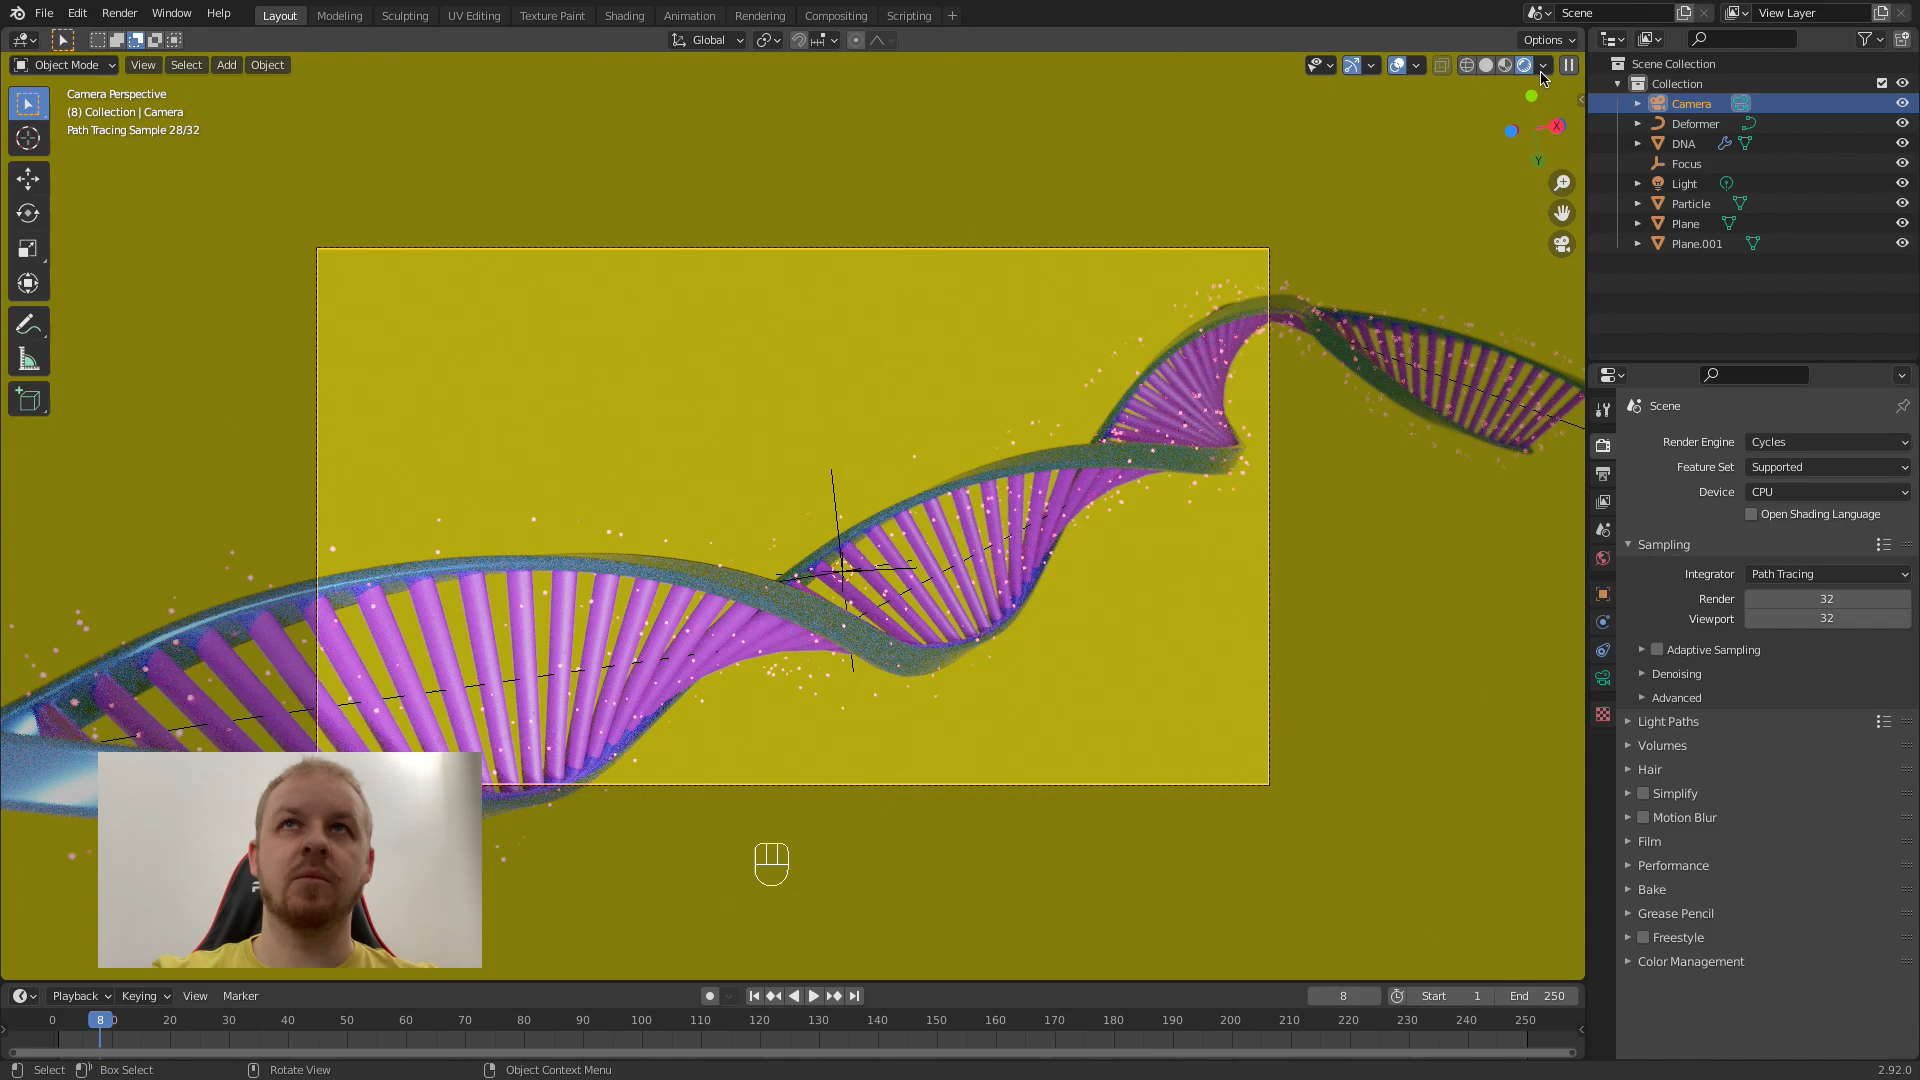 File Edit Render Window Help
Layout Modeling Sculpting UV Editing Texture Paint Shading Animation Rendering Compositing Scripting +
Scene
View Layer
Global
Options
Object Mode View Select Add Object
Camera Perspective
(8) Collection | Camera
Path Tracing Sample 28/32
X
Y
Scene Collection
Collection
Camera
Deformer
DNA
Focus
Light
Particle
Plane
Plane.001
Scene
Render Engine Cycles
Feature Set Supported
Device CPU
Open Shading Language
Sampling
Integrator Path Tracing
Render 32
Viewport 32
Adaptive Sampling
Denoising
Advanced
Light Paths
Volumes
Hair
Simplify
Motion Blur
Film
Performance
Bake
Grease Pencil
Freestyle
Color Management
Playback Keying View Marker
8 Start 1 End 250
0 8 20 30 40 50 60 70 80 90 100 110 120 130 140 150 160 170 180 190 200 210 220 230 240 250
Select Box Select Rotate View Object Context Menu 2.92.0